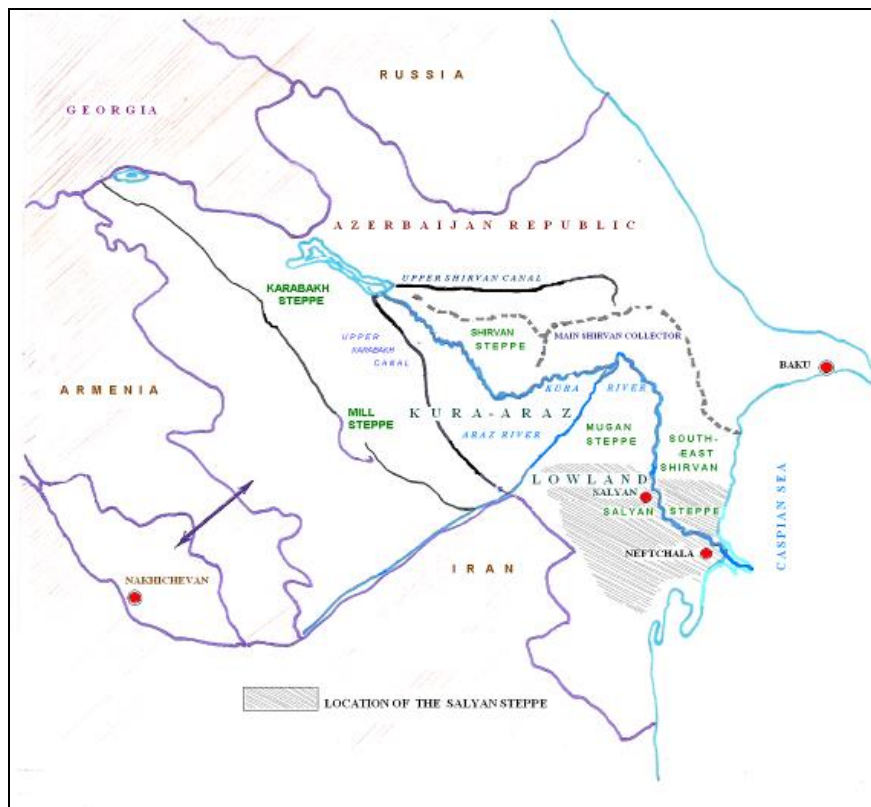 RUSSIA
GEORGIA
AZERBAIJAN REPUBLIC
UPPER SHIRVAN CANAL
KARABAKH
STEPPE
SHIRVAN
STEPPE
MAIN SHIRVAN COLLECTOR
UPPER
KARABAKH
CANAL
BAKU
ARMENIA
KURA
RIVER
MILL
STEPPE
KURA-ARAZ
ARAZ RIVER
MUGAN
STEPPE
SOUTH-
EAST
SHIRVAN
LOWLAND
SALYAN
SALYAN
STEPPE
CASPIAN SEA
NEFTCHALA
IRAN
NAKHICHEVAN
LOCATION OF THE SALYAN STEPPE